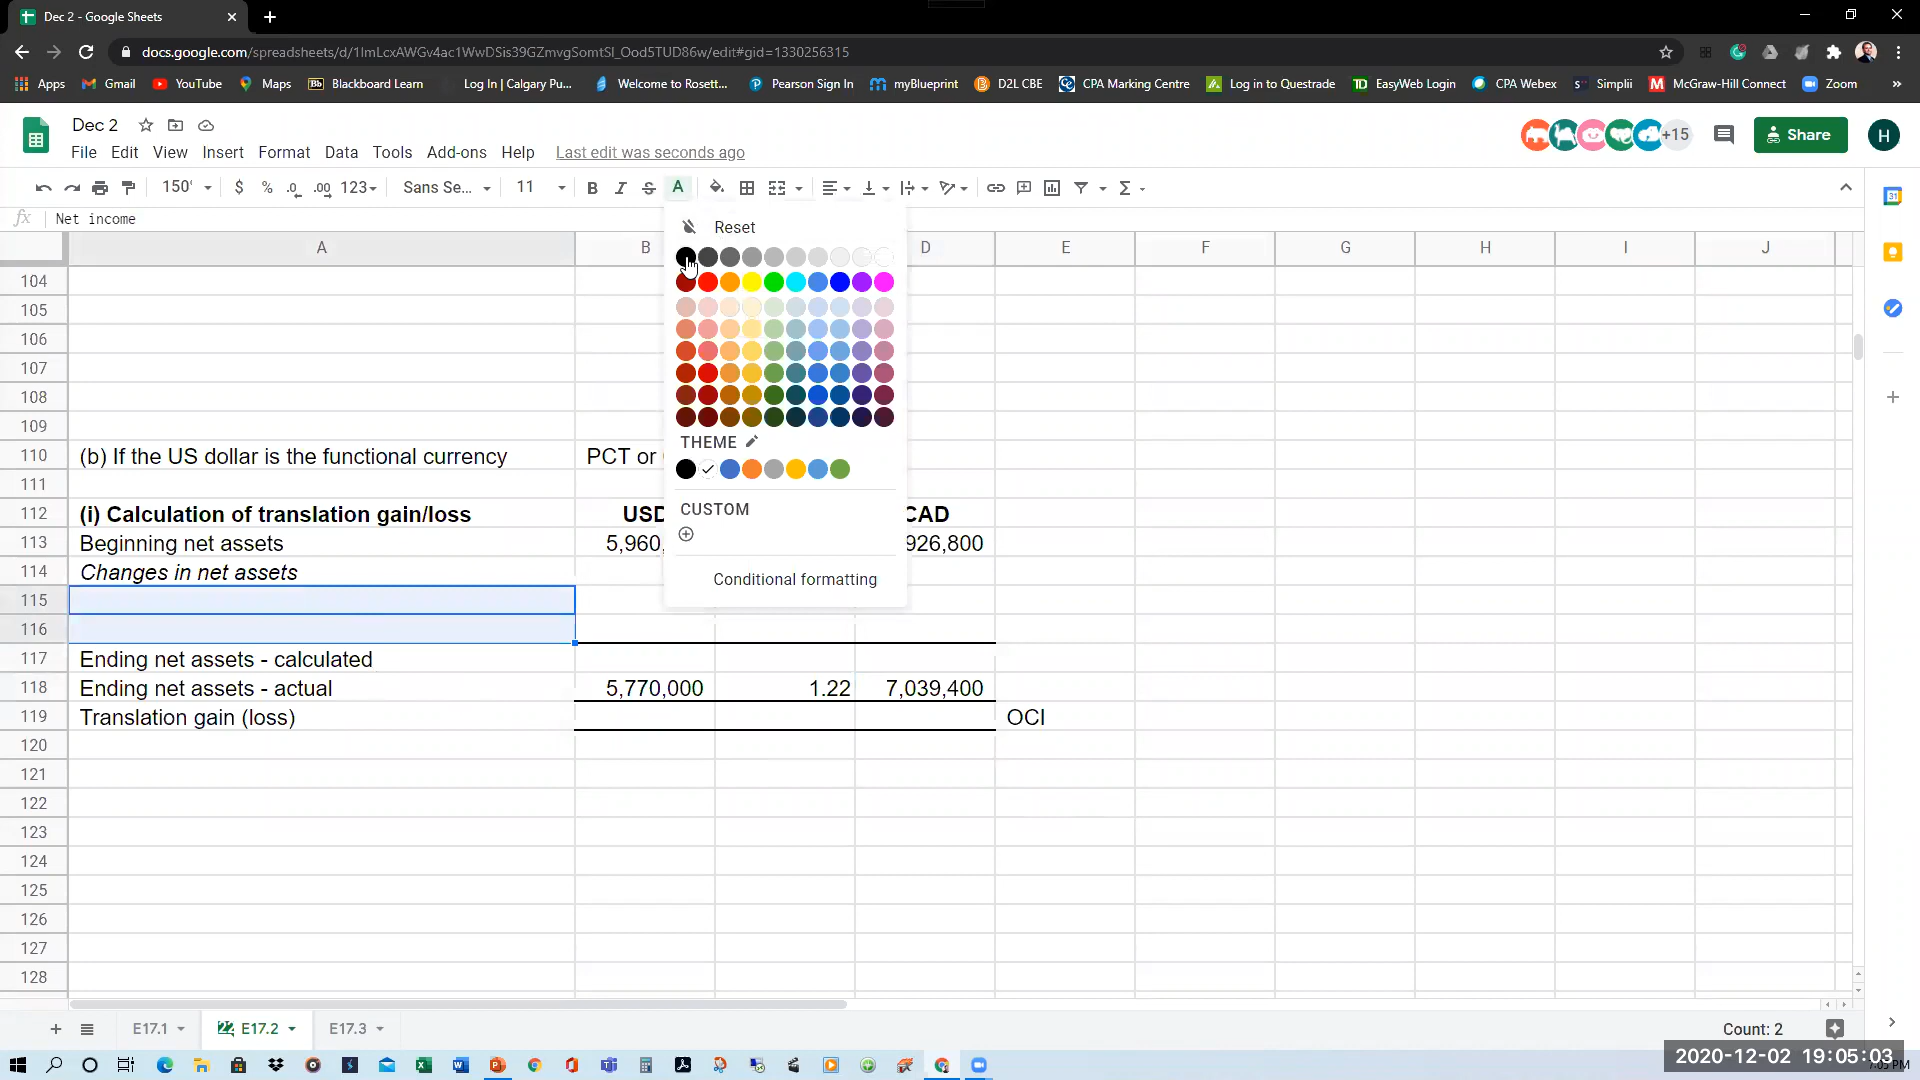 Dec 2 - Google Sheets
docs.google.com/spreadsheets/d/1ImLcxAWGv4ac1WwDSis39GZmvgSomtSI_Ood5TUD86w/edit#gid=1330256315
Apps Gmail YouTube Maps Blackboard Learn Log In | Calgary Pu... Welcome to Rosett... Pearson Sign In myBlueprint D2L CBE CPA Marking Centre Log in to Questrade EasyWeb Login CPA Webex Simplii McGraw-Hill Connect Zoom »
Dec 2
+15 Share H
File Edit View Insert Format Data Tools Add-ons Help Last edit was seconds ago
150% $ % .0 .00 123 Sans Se... 11 B I S A
fx Net income
Reset
A B D E F G H I J
104
105
106
107
108
109
THEME
110 (b) If the US dollar is the functional currency PCT or
111
CUSTOM
112 (i) Calculation of translation gain/loss USD CAD
113 Beginning net assets 5,960, 926,800
114 Changes in net assets
Conditional formatting
115
116
117 Ending net assets - calculated
118 Ending net assets - actual 5,770,000 1.22 7,039,400
119 Translation gain (loss) OCI
120
121
122
123
124
125
126
127
128
E17.1 22 E17.2 E17.3 Count: 2
2020-12-02 19:05:03